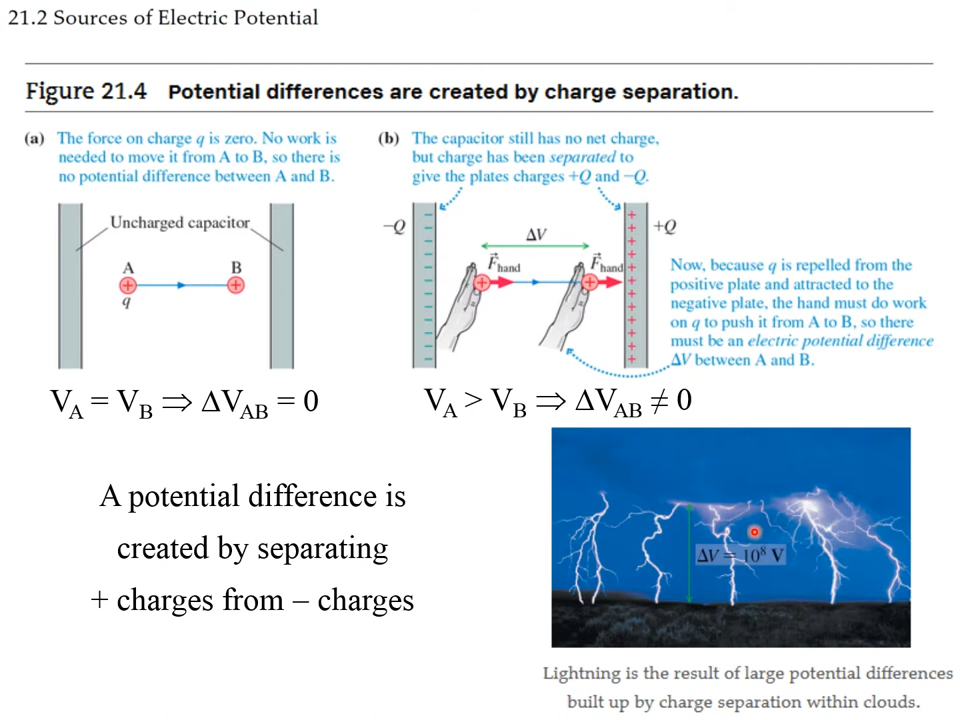 21.2 Sources of Electric Potential
Figure 21.4 Potential differences are created by charge separation.
(a) The force on charge q is zero. No work is
needed to move it from A to B, so there is
no potential difference between A and B.
Uncharged capacitor
A
B
q
(b) The capacitor still has no net charge,
but charge has been separated to
give the plates charges +Q and −Q.
−Q
ΔV
+Q
F⃗hand
F⃗hand
Now, because q is repelled from the
positive plate and attracted to the
negative plate, the hand must do work
on q to push it from A to B, so there
must be an electric potential difference
ΔV between A and B.
V_A = V_B ⇒ ΔV_AB = 0
V_A > V_B ⇒ ΔV_AB ≠ 0
A potential difference is
created by separating
+ charges from – charges
ΔV = 10⁸ V
Lightning is the result of large potential differences
built up by charge separation within clouds.